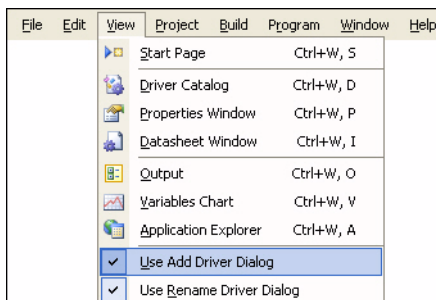 File Edit View Project Build Program Window Help
Start Page Ctrl+W, S
Driver Catalog Ctrl+W, D
Properties Window Ctrl+W, P
Datasheet Window Ctrl+W, I
Output Ctrl+W, O
Variables Chart Ctrl+W, V
Application Explorer Ctrl+W, A
Use Add Driver Dialog
Use Rename Driver Dialog